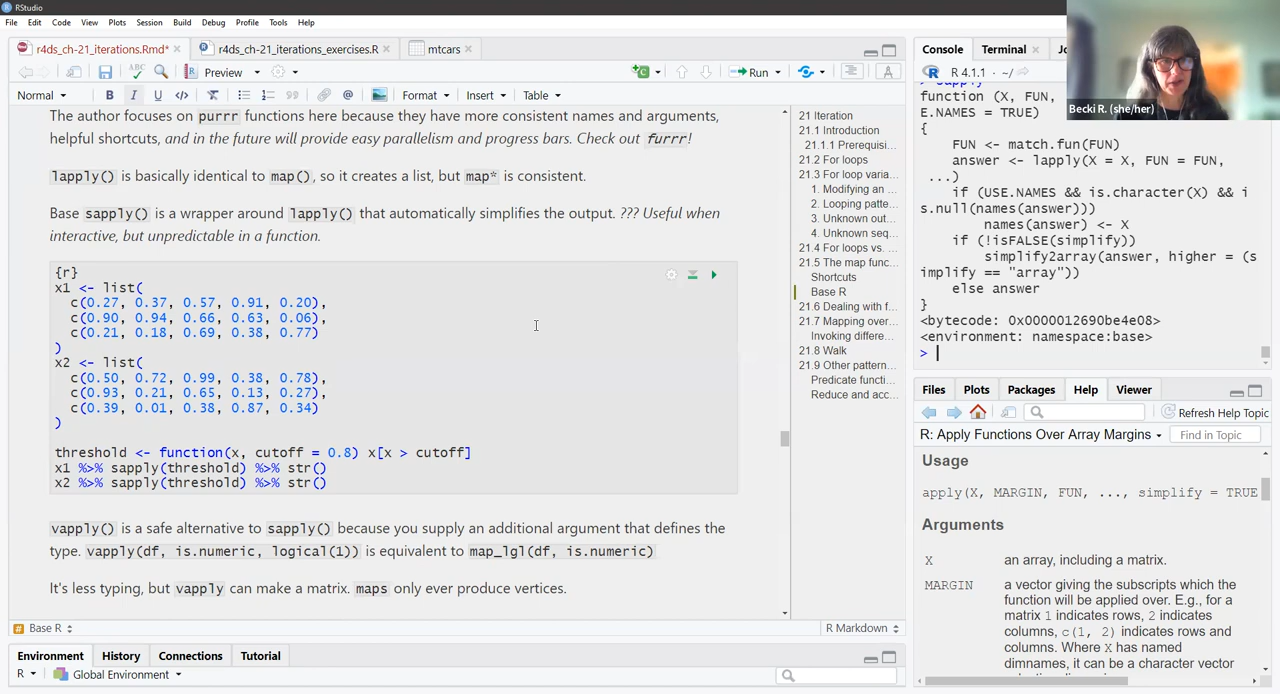 RStudio
File Edit Code View Plots Session Build Debug Profile Tools Help
r4ds_ch-21_iterations.Rmd*
r4ds_ch-21_iterations_exercises.R
mtcars
ABC
Preview
Run
Normal
B I U </>
Format
Insert
Table
The author focuses on purrr functions here because they have more consistent names and arguments,
helpful shortcuts, and in the future will provide easy parallelism and progress bars. Check out furrr!
lapply() is basically identical to map(), so it creates a list, but map* is consistent.
Base sapply() is a wrapper around lapply() that automatically simplifies the output. ??? Useful when
interactive, but unpredictable in a function.
{r}
x1 <- list(
c(0.27, 0.37, 0.57, 0.91, 0.20),
c(0.90, 0.94, 0.66, 0.63, 0.06),
c(0.21, 0.18, 0.69, 0.38, 0.77)
)
x2 <- list(
c(0.50, 0.72, 0.99, 0.38, 0.78),
c(0.93, 0.21, 0.65, 0.13, 0.27),
c(0.39, 0.01, 0.38, 0.87, 0.34)
)
threshold <- function(x, cutoff = 0.8) x[x > cutoff]
x1 %>% sapply(threshold) %>% str()
x2 %>% sapply(threshold) %>% str()
vapply() is a safe alternative to sapply() because you supply an additional argument that defines the
type. vapply(df, is.numeric, logical(1)) is equivalent to map_lgl(df, is.numeric)
It's less typing, but vapply can make a matrix. maps only ever produce vertices.
Base R
R Markdown
21 Iteration
21.1 Introduction
21.1.1 Prerequisi...
21.2 For loops
21.3 For loop varia...
1. Modifying an ...
2. Looping patte...
3. Unknown out...
4. Unknown seq...
21.4 For loops vs. ...
21.5 The map func...
Shortcuts
Base R
21.6 Dealing with f...
21.7 Mapping over...
Invoking differe...
21.8 Walk
21.9 Other pattern...
Predicate functi...
Reduce and acc...
Environment History Connections Tutorial
R
Global Environment
Console Terminal Jo
R 4.1.1 · ~/
Becki R. (she/her)
function (X, FUN,
E.NAMES = TRUE)
{
FUN <- match.fun(FUN)
answer <- lapply(X = X, FUN = FUN,
...)
if (USE.NAMES && is.character(X) && i
s.null(names(answer)))
names(answer) <- X
if (!isFALSE(simplify))
simplify2array(answer, higher = (s
implify == "array"))
else answer
}
<bytecode: 0x0000012690be4e08>
<environment: namespace:base>
>
Files Plots Packages Help Viewer
Refresh Help Topic
R: Apply Functions Over Array Margins
Find in Topic
Usage
apply(X, MARGIN, FUN, ..., simplify = TRUE
Arguments
X an array, including a matrix.
MARGIN a vector giving the subscripts which the
function will be applied over. E.g., for a
matrix 1 indicates rows, 2 indicates
columns, c(1, 2) indicates rows and
columns. Where X has named
dimnames, it can be a character vector